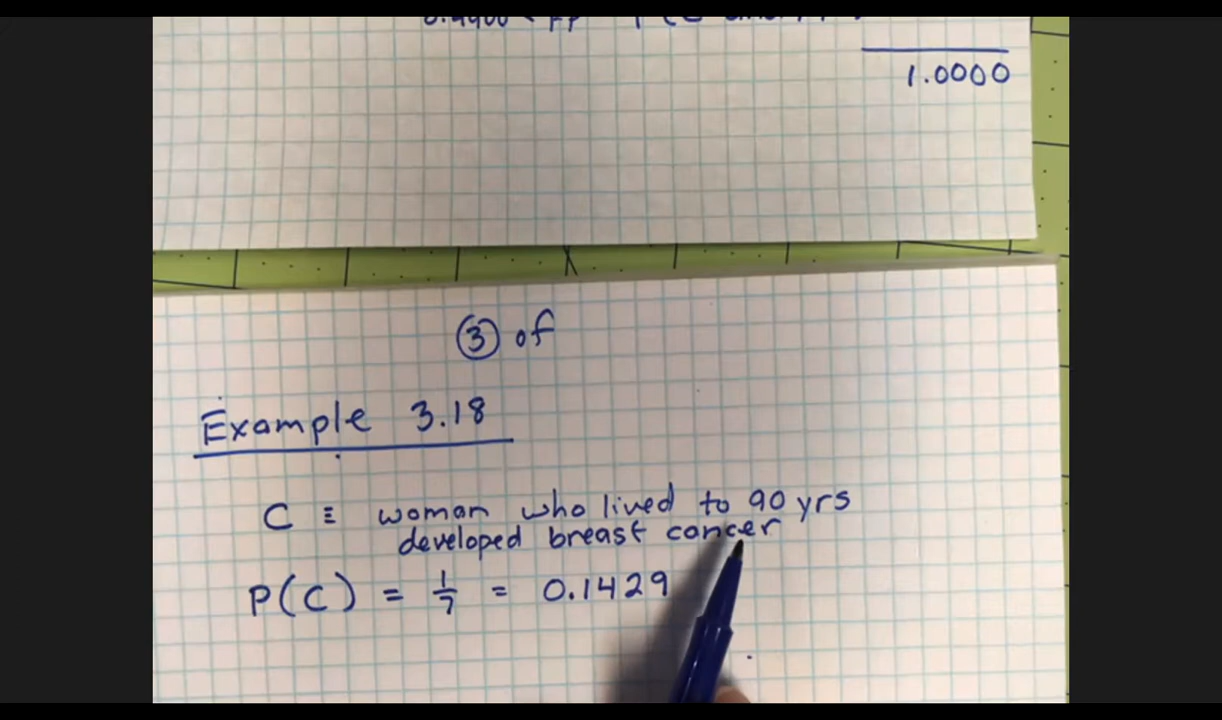 1.0000
③ of
Example 3.18
C ≡ woman who lived to 90 yrs
developed breast cancer
P(C) = 1/7 = 0.1429